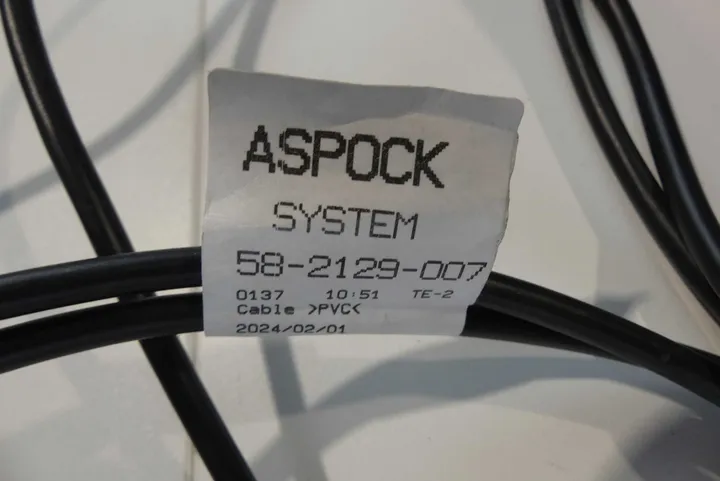 ASPOCK
SYSTEM
58-2129-007
0137 10:51 TE-2
Cable >PVC<
2024/02/01